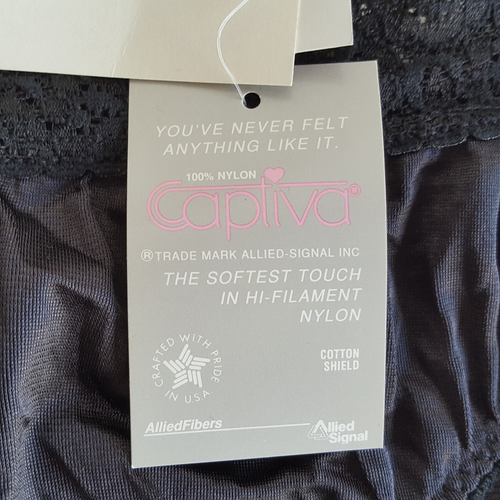 YOU'VE NEVER FELT
ANYTHING LIKE IT.
100% NYLON
Captiva®
® TRADE MARK ALLIED-SIGNAL INC
THE SOFTEST TOUCH
IN HI-FILAMENT
NYLON
COTTON
SHIELD
CRAFTED WITH PRIDE
IN U.S.A
AlliedFibers
Allied
Signal